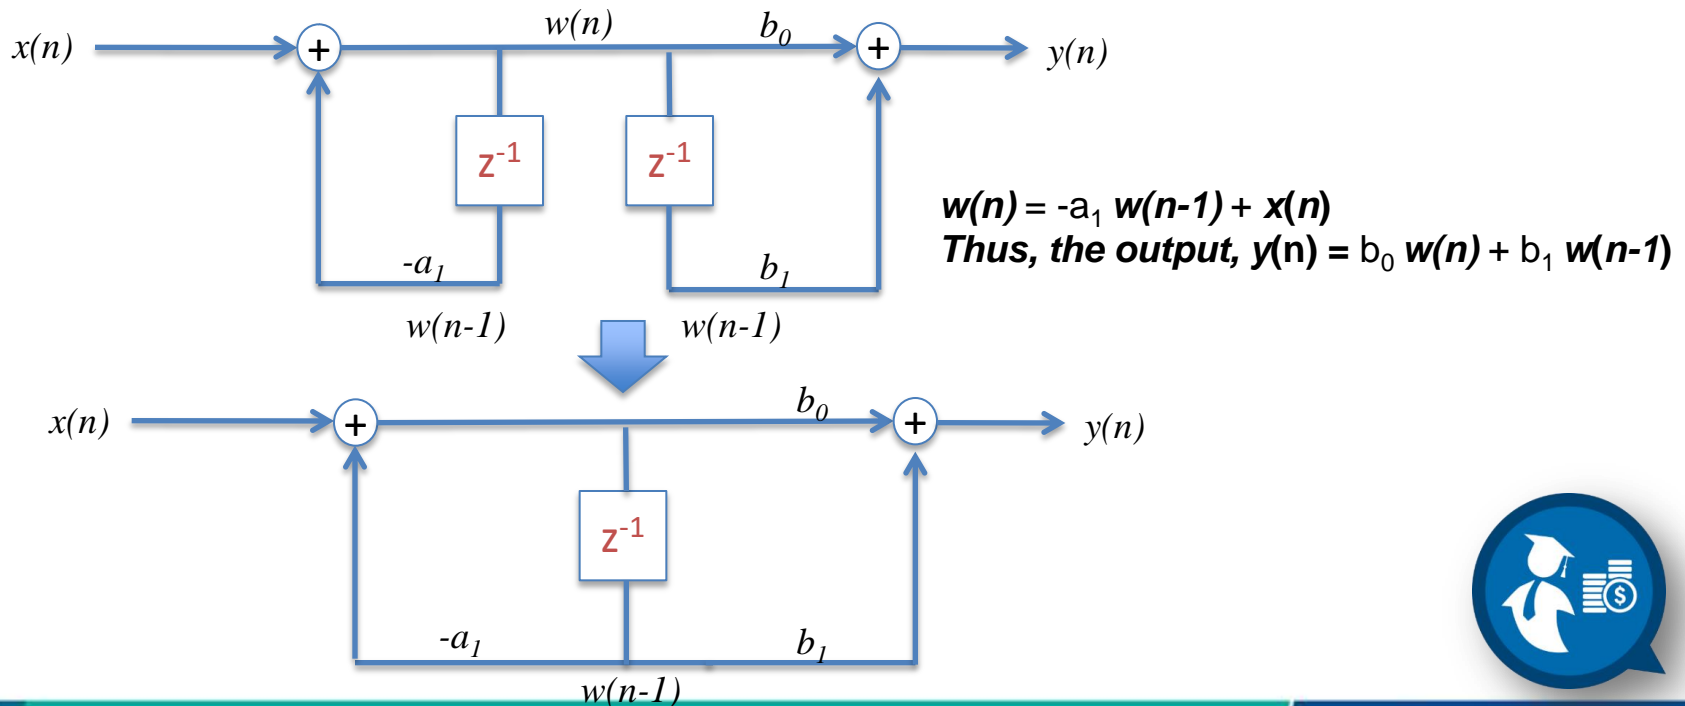 w(n)
b₀
x(n)
+
+
y(n)
z⁻¹
z⁻¹
w(n) = -a₁ w(n-1) + x(n)
Thus, the output, y(n) = b₀ w(n) + b₁ w(n-1)
-a₁
b₁
w(n-1)
w(n-1)
b₀
x(n)
+
+
y(n)
z⁻¹
-a₁
b₁
w(n-1)
$